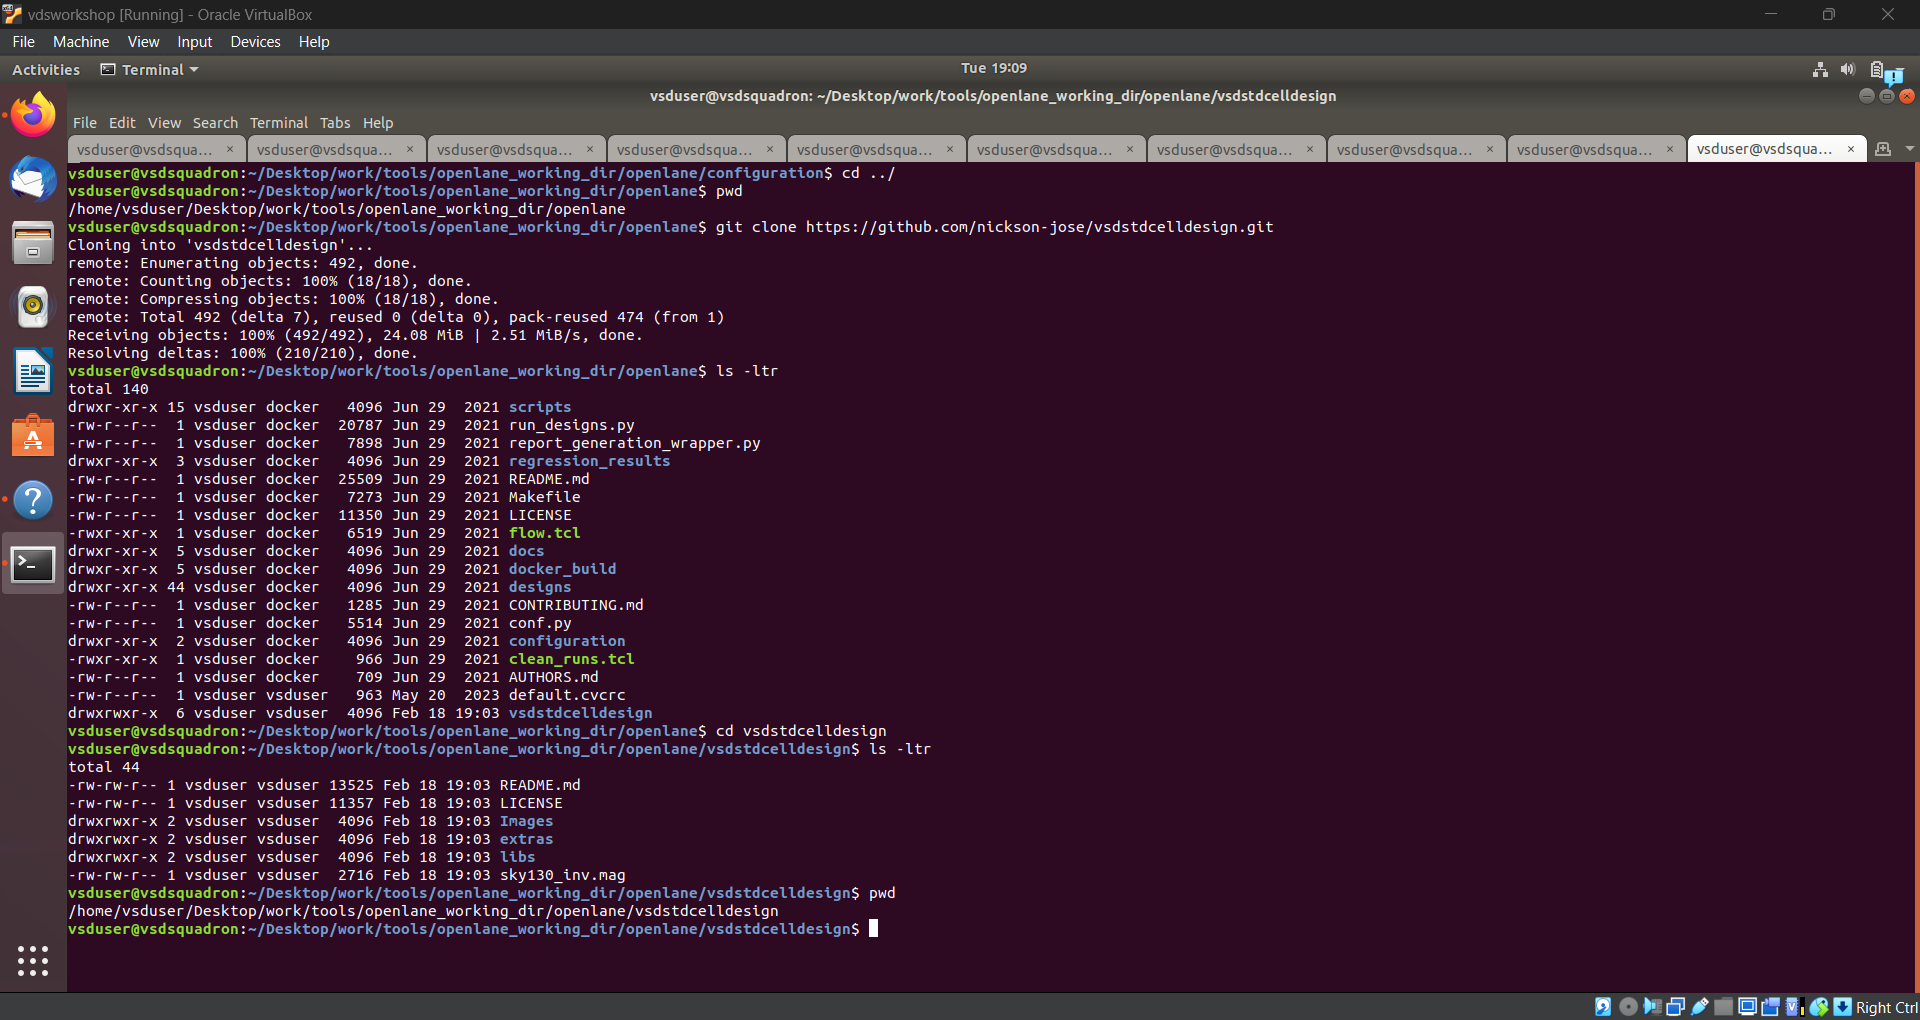 vdsworkshop [Running] - Oracle VirtualBox
File Machine View Input Devices Help
Activities Terminal Tue 19:09
vsduser@vsdsquadron: ~/Desktop/work/tools/openlane_working_dir/openlane/vsdstdcelldesign
File Edit View Search Terminal Tabs Help
vsduser@vsdsqua... × vsduser@vsdsqua... × vsduser@vsdsqua... × vsduser@vsdsqua... × vsduser@vsdsqua... × vsduser@vsdsqua... × vsduser@vsdsqua... × vsduser@vsdsqua... × vsduser@vsdsqua... × vsduser@vsdsqua... ×
vsduser@vsdsquadron:~/Desktop/work/tools/openlane_working_dir/openlane/configuration$ cd ../
vsduser@vsdsquadron:~/Desktop/work/tools/openlane_working_dir/openlane$ pwd
/home/vsduser/Desktop/work/tools/openlane_working_dir/openlane
vsduser@vsdsquadron:~/Desktop/work/tools/openlane_working_dir/openlane$ git clone https://github.com/nickson-jose/vsdstdcelldesign.git
Cloning into 'vsdstdcelldesign'...
remote: Enumerating objects: 492, done.
remote: Counting objects: 100% (18/18), done.
remote: Compressing objects: 100% (18/18), done.
remote: Total 492 (delta 7), reused 0 (delta 0), pack-reused 474 (from 1)
Receiving objects: 100% (492/492), 24.08 MiB | 2.51 MiB/s, done.
Resolving deltas: 100% (210/210), done.
vsduser@vsdsquadron:~/Desktop/work/tools/openlane_working_dir/openlane$ ls -ltr
total 140
drwxr-xr-x 15 vsduser docker 4096 Jun 29 2021 scripts
-rw-r--r-- 1 vsduser docker 20787 Jun 29 2021 run_designs.py
-rw-r--r-- 1 vsduser docker 7898 Jun 29 2021 report_generation_wrapper.py
drwxr-xr-x 3 vsduser docker 4096 Jun 29 2021 regression_results
-rw-r--r-- 1 vsduser docker 25509 Jun 29 2021 README.md
-rw-r--r-- 1 vsduser docker 7273 Jun 29 2021 Makefile
-rw-r--r-- 1 vsduser docker 11350 Jun 29 2021 LICENSE
-rwxr-xr-x 1 vsduser docker 6519 Jun 29 2021 flow.tcl
drwxr-xr-x 5 vsduser docker 4096 Jun 29 2021 docs
drwxr-xr-x 5 vsduser docker 4096 Jun 29 2021 docker_build
drwxr-xr-x 44 vsduser docker 4096 Jun 29 2021 designs
-rw-r--r-- 1 vsduser docker 1285 Jun 29 2021 CONTRIBUTING.md
-rw-r--r-- 1 vsduser docker 5514 Jun 29 2021 conf.py
drwxr-xr-x 2 vsduser docker 4096 Jun 29 2021 configuration
-rwxr-xr-x 1 vsduser docker 966 Jun 29 2021 clean_runs.tcl
-rw-r--r-- 1 vsduser docker 709 Jun 29 2021 AUTHORS.md
-rw-r--r-- 1 vsduser vsduser 963 May 20 2023 default.cvcrc
drwxrwxr-x 6 vsduser vsduser 4096 Feb 18 19:03 vsdstdcelldesign
vsduser@vsdsquadron:~/Desktop/work/tools/openlane_working_dir/openlane$ cd vsdstdcelldesign
vsduser@vsdsquadron:~/Desktop/work/tools/openlane_working_dir/openlane/vsdstdcelldesign$ ls -ltr
total 44
-rw-rw-r-- 1 vsduser vsduser 13525 Feb 18 19:03 README.md
-rw-rw-r-- 1 vsduser vsduser 11357 Feb 18 19:03 LICENSE
drwxrwxr-x 2 vsduser vsduser 4096 Feb 18 19:03 Images
drwxrwxr-x 2 vsduser vsduser 4096 Feb 18 19:03 extras
drwxrwxr-x 2 vsduser vsduser 4096 Feb 18 19:03 libs
-rw-rw-r-- 1 vsduser vsduser 2716 Feb 18 19:03 sky130_inv.mag
vsduser@vsdsquadron:~/Desktop/work/tools/openlane_working_dir/openlane/vsdstdcelldesign$ pwd
/home/vsduser/Desktop/work/tools/openlane_working_dir/openlane/vsdstdcelldesign
vsduser@vsdsquadron:~/Desktop/work/tools/openlane_working_dir/openlane/vsdstdcelldesign$
Right Ctrl